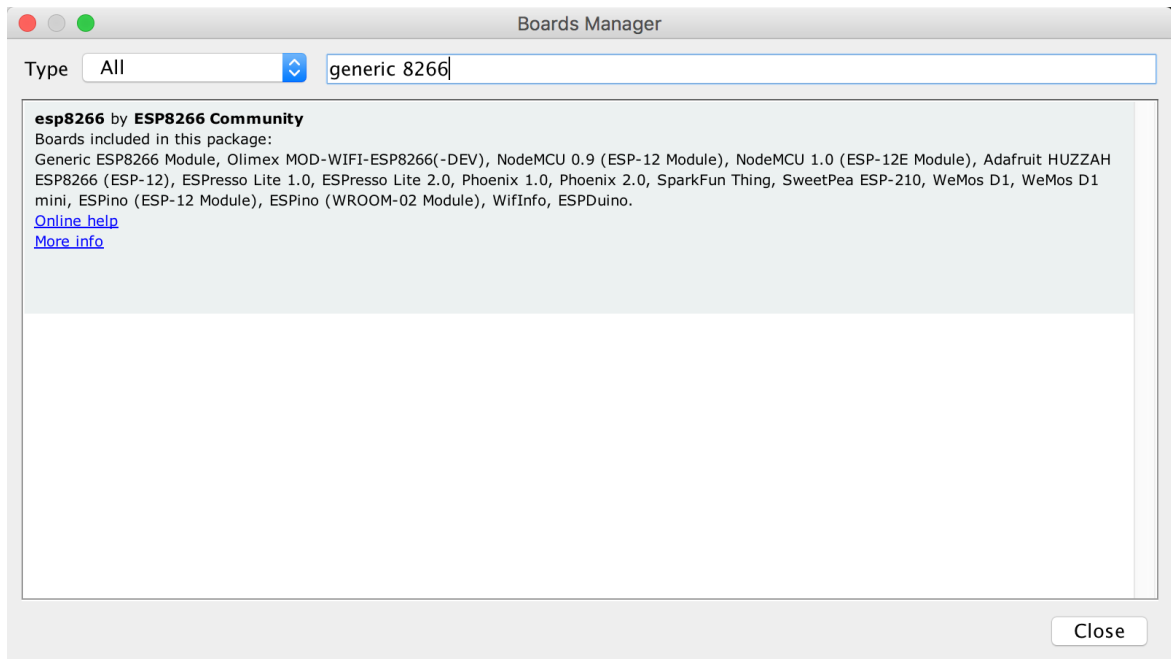 Boards Manager
Type All generic 8266
esp8266 by ESP8266 Community
Boards included in this package:
Generic ESP8266 Module, Olimex MOD-WIFI-ESP8266(-DEV), NodeMCU 0.9 (ESP-12 Module), NodeMCU 1.0 (ESP-12E Module), Adafruit HUZZAH
ESP8266 (ESP-12), ESPresso Lite 1.0, ESPresso Lite 2.0, Phoenix 1.0, Phoenix 2.0, SparkFun Thing, SweetPea ESP-210, WeMos D1, WeMos D1
mini, ESPino (ESP-12 Module), ESPino (WROOM-02 Module), WifInfo, ESPDuino.
Online help
More info
Close